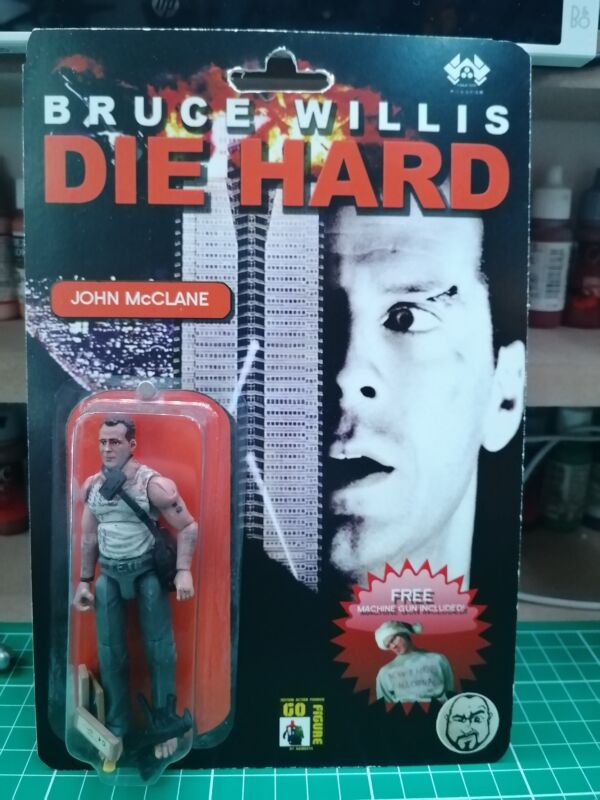 BRUCE WILLIS
DIE HARD
JOHN McCLANE
FREE
MACHINE GUN INCLUDED!
GO
FIGURE